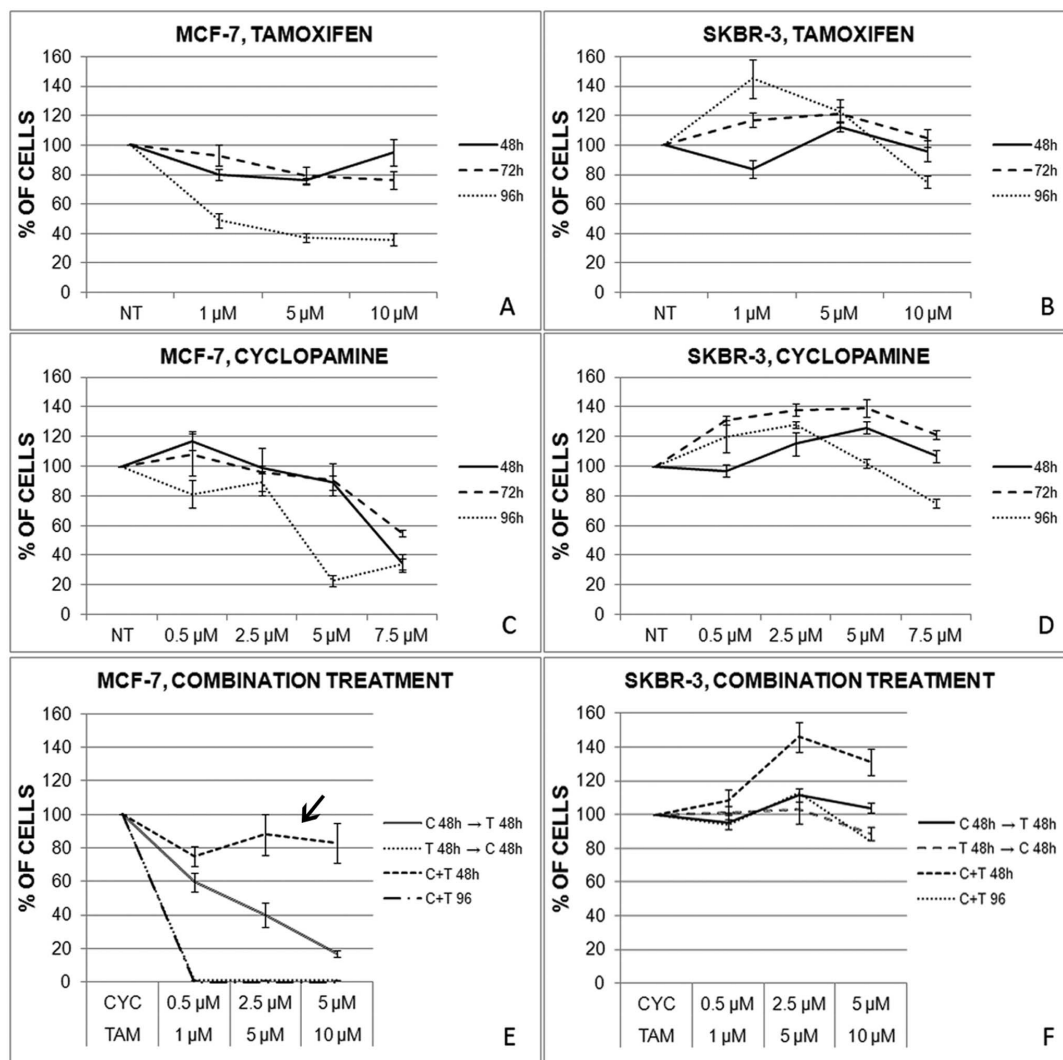 MCF-7, TAMOXIFEN
% OF CELLS
160
140
120
100
80
60
40
20
0
NT 1 µM 5 µM 10 µM
48h
72h
96h
A
SKBR-3, TAMOXIFEN
% OF CELLS
160
140
120
100
80
60
40
20
0
NT 1 µM 5 µM 10 µM
48h
72h
96h
B
MCF-7, CYCLOPAMINE
% OF CELLS
160
140
120
100
80
60
40
20
0
NT 0.5 µM 2.5 µM 5 µM 7.5 µM
48h
72h
96h
C
SKBR-3, CYCLOPAMINE
% OF CELLS
160
140
120
100
80
60
40
20
0
NT 0.5 µM 2.5 µM 5 µM 7.5 µM
48h
72h
96h
D
MCF-7, COMBINATION TREATMENT
% OF CELLS
160
140
120
100
80
60
40
20
0
CYC 0.5 µM 2.5 µM 5 µM
TAM 1 µM 5 µM 10 µM
C 48h → T 48h
T 48h → C 48h
C+T 48h
C+T 96
E
SKBR-3, COMBINATION TREATMENT
% OF CELLS
160
140
120
100
80
60
40
20
0
CYC 0.5 µM 2.5 µM 5 µM
TAM 1 µM 5 µM 10 µM
C 48h → T 48h
T 48h → C 48h
C+T 48h
C+T 96
F